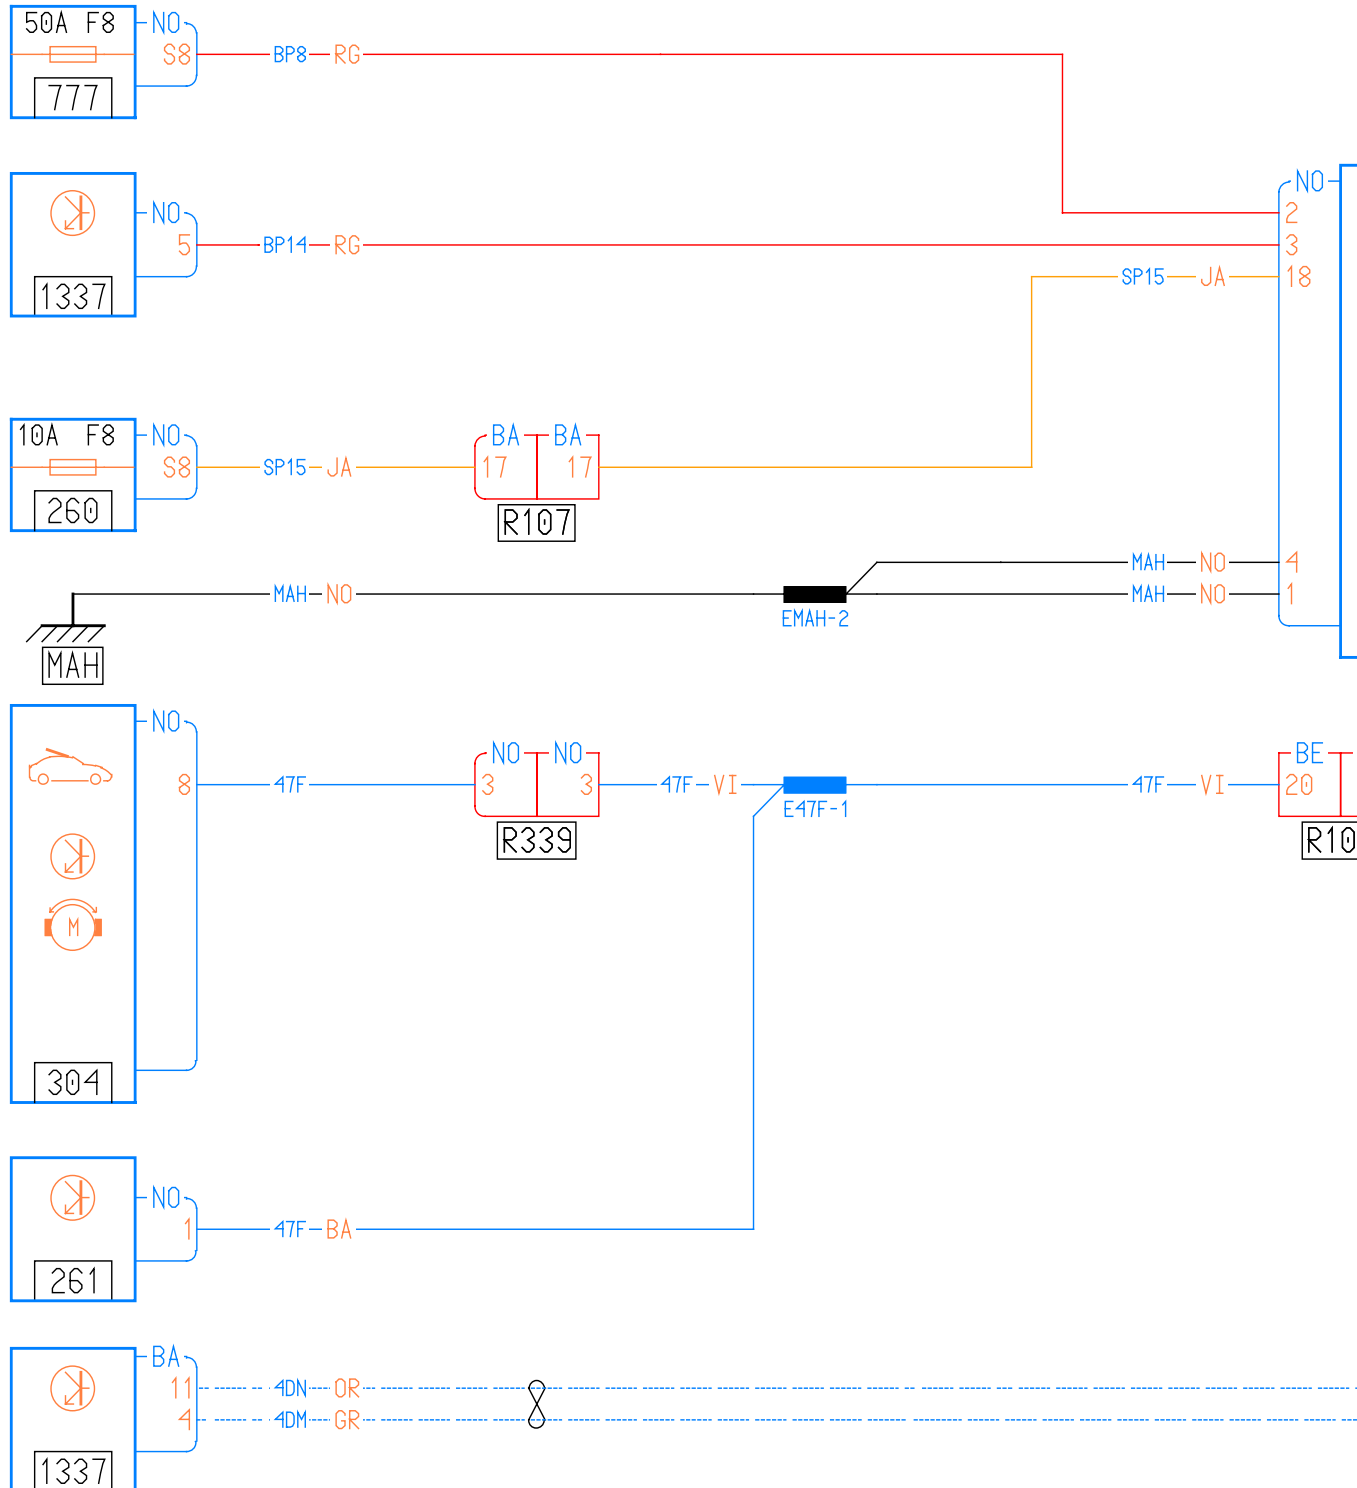 50A F8 NO
S8 BP8 RG
777
NO
2
NO
5 BP14 RG 3
SP15 JA 18
1337
10A F8 NO BA BA
S8 SP15 JA 17 17
260 R107
MAH NO 4
MAH NO MAH NO 1
EMAH-2
MAH
NO NO NO BE
8 47F 3 3 47F VI 47F VI 20
E47F-1
R339 R10
M
304
NO
1 47F BA
261
BA
11 4DN OR
4 4DM GR
1337